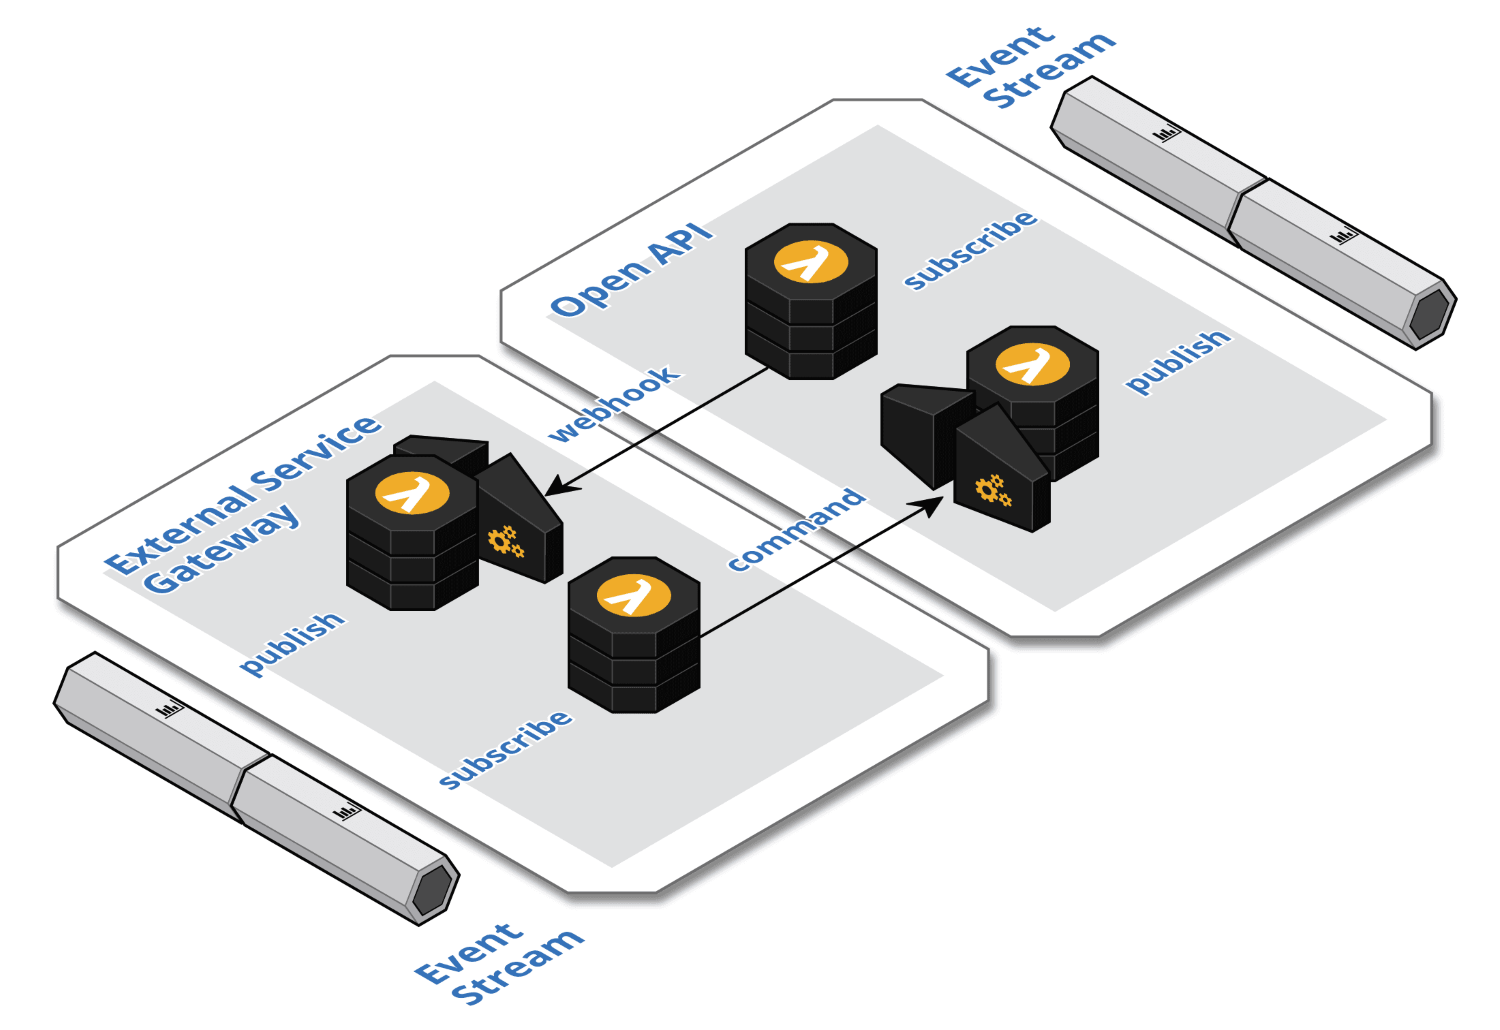 Event
Stream
Open API
subscribe
publish
webhook
command
External Service
Gateway
publish
subscribe
Event
Stream